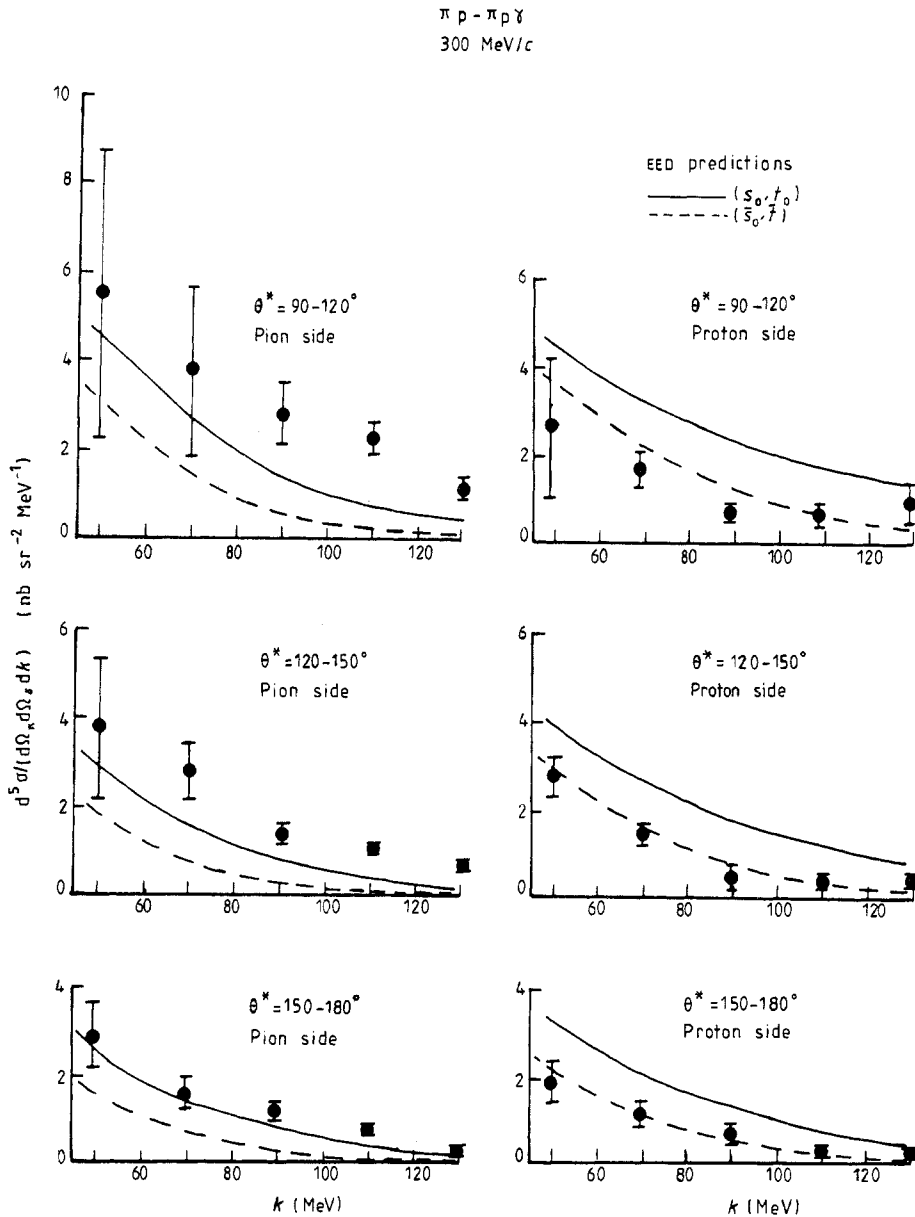 π p - π p γ
300 MeV/c
EED predictions
(s₀, t₀)
(s̄₀, t̄)
d⁵σ/(dΩπ dΩγ dk) (nb sr⁻² MeV⁻¹)
10
8
6
4
2
0
60
80
100
120
θ* = 90-120°
Pion side
6
4
2
0
60
80
100
120
θ* = 90-120°
Proton side
6
4
2
0
60
80
100
120
θ* = 120-150°
Pion side
6
4
2
0
60
80
100
120
θ* = 120-150°
Proton side
4
2
0
60
80
100
120
θ* = 150-180°
Pion side
k (MeV)
4
2
0
60
80
100
120
θ* = 150-180°
Proton side
k (MeV)